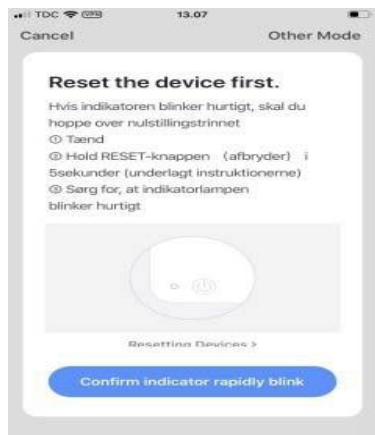 TDC VPN 13.07
Cancel Other Mode
Reset the device first.
Hvis indikatoren blinker hurtigt, skal du
hoppe over nulstillingstrinnet
① Tænd
② Hold RESET-knappen (afbryder) i
5sekunder (underlagt instruktionerne)
③ Sørg for, at indikatorlampen
blinker hurtigt
Resetting Devices >
Confirm indicator rapidly blink